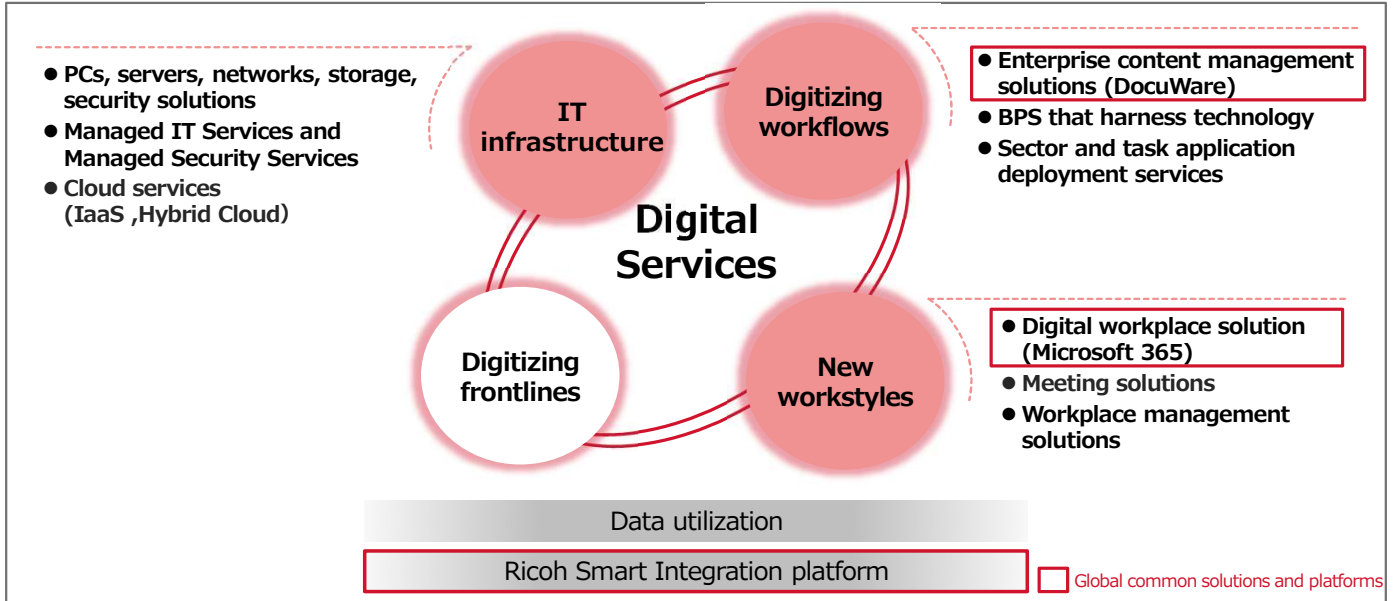 ● PCs, servers, networks, storage,
security solutions
● Managed IT Services and
Managed Security Services
● Cloud services
(IaaS ,Hybrid Cloud）
IT
infrastructure
Digitizing
workflows
● Enterprise content management
solutions (DocuWare)
● BPS that harness technology
● Sector and task application
deployment services
Digital
Services
Digitizing
frontlines
New
workstyles
● Digital workplace solution
(Microsoft 365)
● Meeting solutions
● Workplace management
solutions
Data utilization
Ricoh Smart Integration platform
Global common solutions and platforms